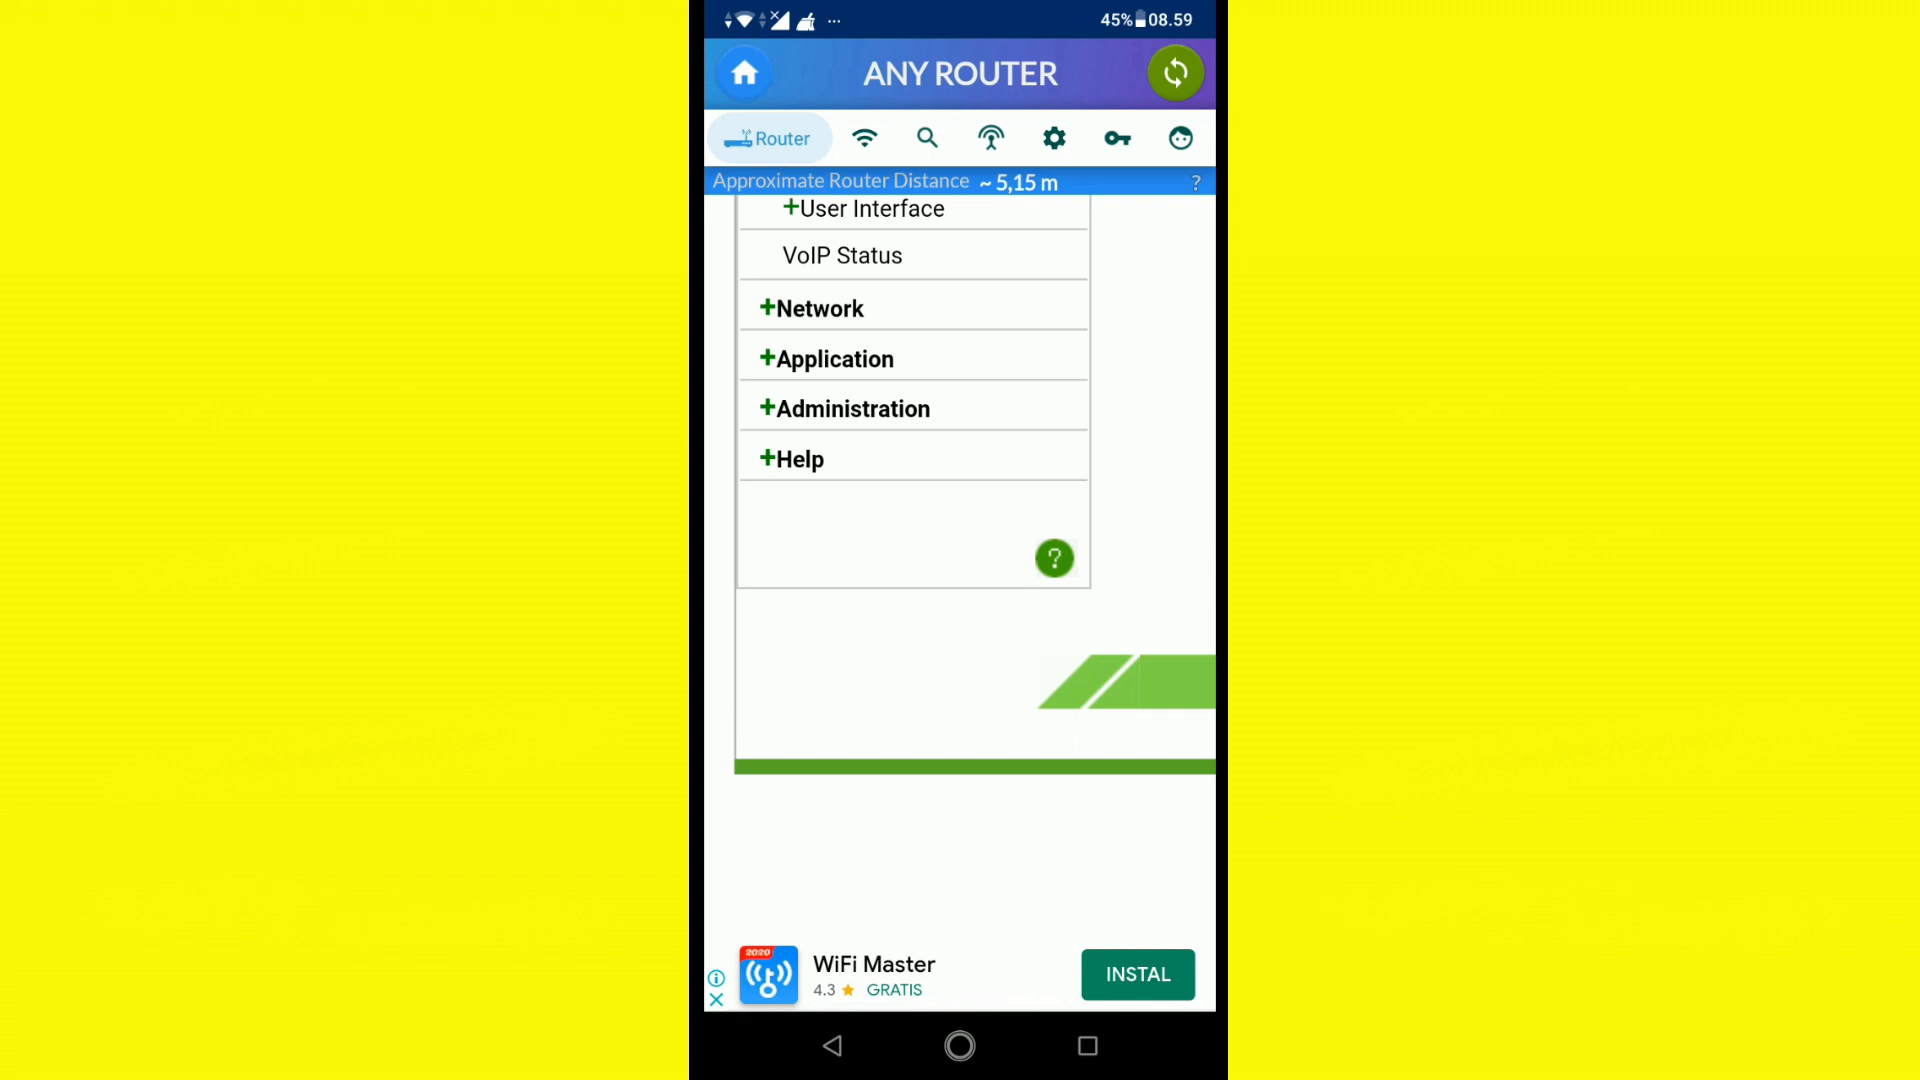 45% 08.59
ANY ROUTER
Router
Approximate Router Distance ~ 5,15 m ?
+User Interface
VoIP Status
+Network
+Application
+Administration
+Help
?
2020
WiFi Master
4.3 ★ GRATIS
INSTAL